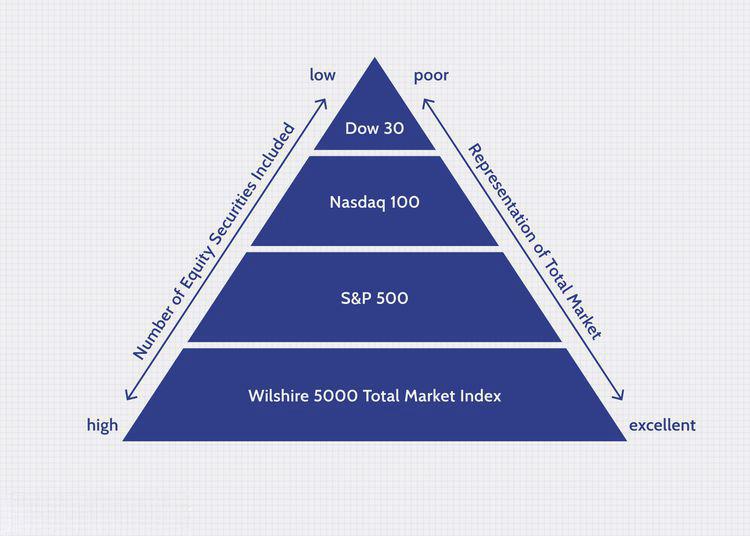 low
poor
Dow 30
Number of Equity Securities Included
Representation of Total Market
Nasdaq 100
S&P 500
Wilshire 5000 Total Market Index
high
excellent